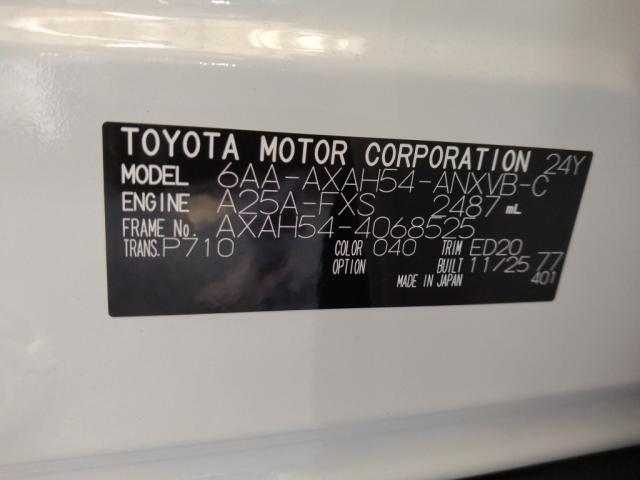 TOYOTA MOTOR CORPORATION 24Y
MODEL 6AA-AXAH54-ANXVB-C
ENGINE A25A-FXS 2487 mL
FRAME No. AXAH54-4068525
TRANS. P710 COLOR 040 TRIM ED20 77
OPTION BUILT 11/25 401
MADE IN JAPAN